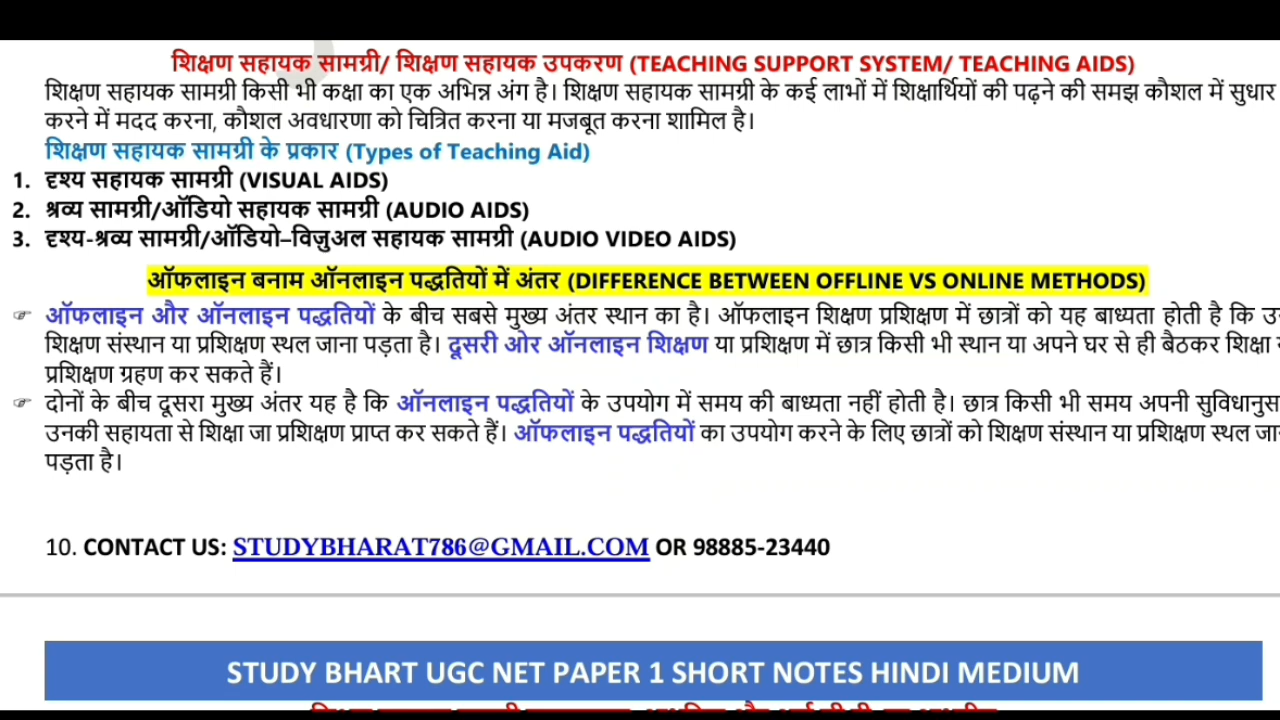 शिक्षण सहायक सामग्री/ शिक्षण सहायक उपकरण (TEACHING SUPPORT SYSTEM/ TEACHING AIDS)
शिक्षण सहायक सामग्री किसी भी कक्षा का एक अभिन्न अंग है। शिक्षण सहायक सामग्री के कई लाभों में शिक्षार्थियों की पढ़ने की समझ कौशल में सुधार
करने में मदद करना, कौशल अवधारणा को चित्रित करना या मजबूत करना शामिल है।
शिक्षण सहायक सामग्री के प्रकार (Types of Teaching Aid)
1. दृश्य सहायक सामग्री (VISUAL AIDS)
2. श्रव्य सामग्री/ऑडियो सहायक सामग्री (AUDIO AIDS)
3. दृश्य-श्रव्य सामग्री/ऑडियो–विज़ुअल सहायक सामग्री (AUDIO VIDEO AIDS)
ऑफलाइन बनाम ऑनलाइन पद्धतियों में अंतर (DIFFERENCE BETWEEN OFFLINE VS ONLINE METHODS)
☞ ऑफलाइन और ऑनलाइन पद्धतियों के बीच सबसे मुख्य अंतर स्थान का है। ऑफलाइन शिक्षण प्रशिक्षण में छात्रों को यह बाध्यता होती है कि
शिक्षण संस्थान या प्रशिक्षण स्थल जाना पड़ता है। दूसरी ओर ऑनलाइन शिक्षण या प्रशिक्षण में छात्र किसी भी स्थान या अपने घर से ही बैठकर शिक्षा
प्रशिक्षण ग्रहण कर सकते हैं।
☞ दोनों के बीच दूसरा मुख्य अंतर यह है कि ऑनलाइन पद्धतियों के उपयोग में समय की बाध्यता नहीं होती है। छात्र किसी भी समय अपनी
उनकी सहायता से शिक्षा जा प्रशिक्षण प्राप्त कर सकते हैं। ऑफलाइन पद्धतियों का उपयोग करने के लिए छात्रों को शिक्षण संस्थान या प्रशिक्षण स्थल
पड़ता है।
10. CONTACT US: STUDYBHARAT786@GMAIL.COM OR 98885-23440
STUDY BHART UGC NET PAPER 1 SHORT NOTES HINDI MEDIUM